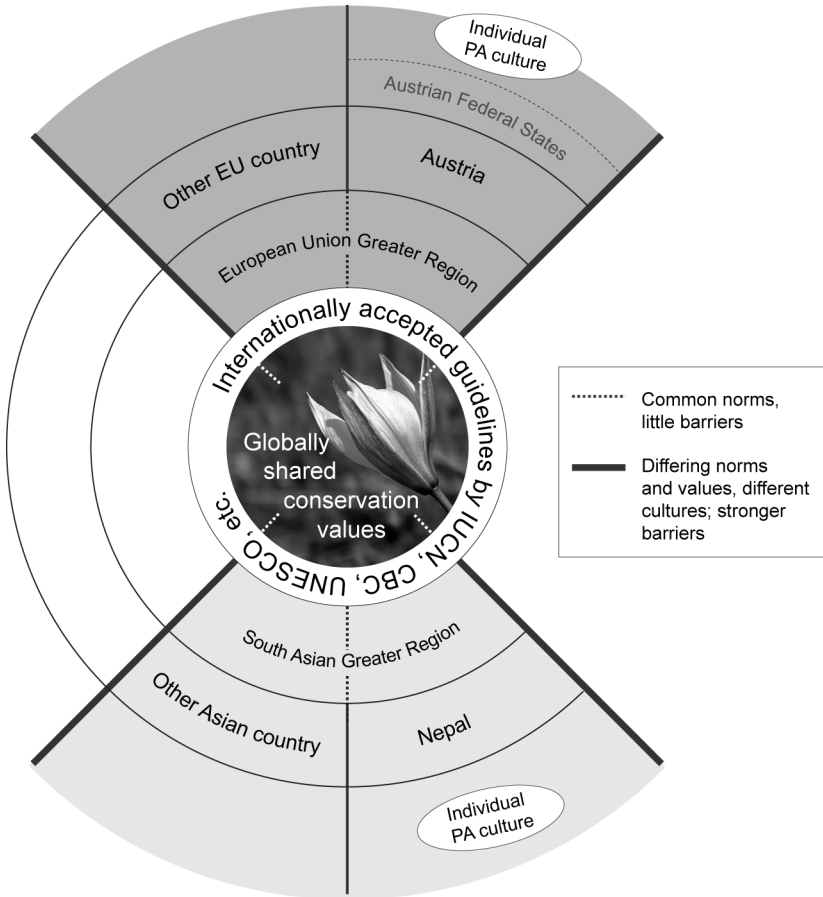 Individual
PA culture
Austrian Federal States
Other EU country
Austria
European Union Greater Region
Internationally accepted guidelines by IUCN, CBC, UNESCO, etc.
Globally
shared
conservation
values
South Asian Greater Region
Other Asian country
Nepal
Individual
PA culture
Common norms,
little barriers
Differing norms
and values, different
cultures; stronger
barriers